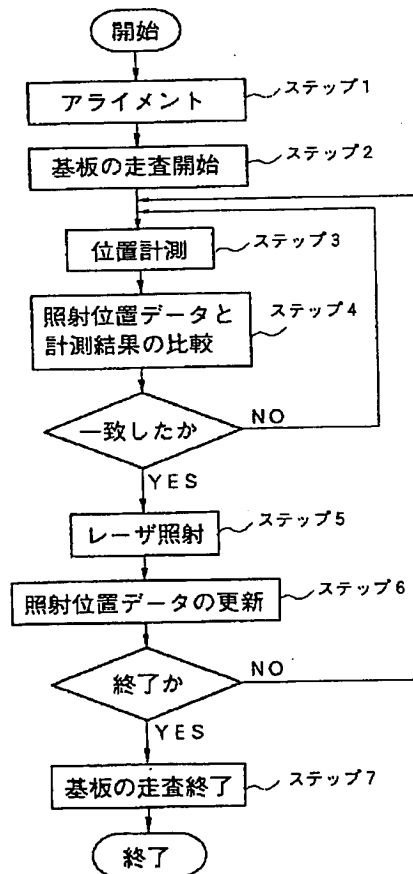 開始
アライメント
ステップ1
基板の走査開始
ステップ2
位置計測
ステップ3
照射位置データと
計測結果の比較
ステップ4
一致したか
NO
YES
レーザ照射
ステップ5
照射位置データの更新
ステップ6
終了か
NO
YES
基板の走査終了
ステップ7
終了